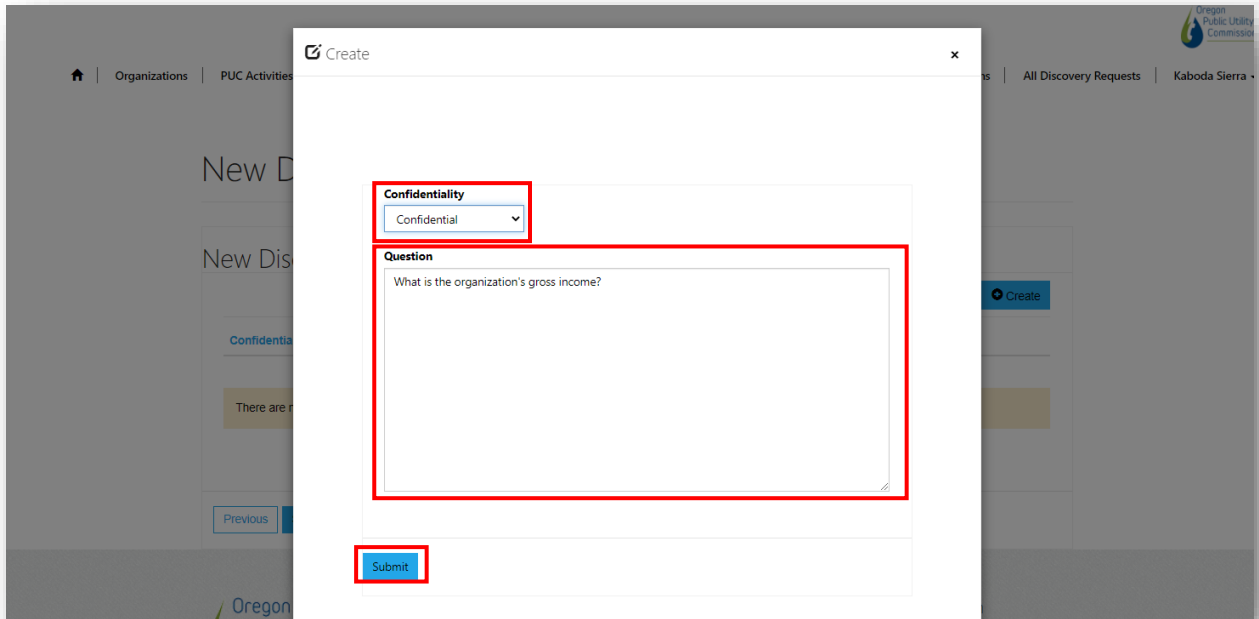 Oregon
Public Utility
Commission
Create
×
Organizations
PUC Activities
All Discovery Requests
Kaboda Sierra
New D
Confidentiality
Confidential
New Dis
Question
What is the organization's gross income?
Create
Confidentia
There are
Previous
Submit
Oregon